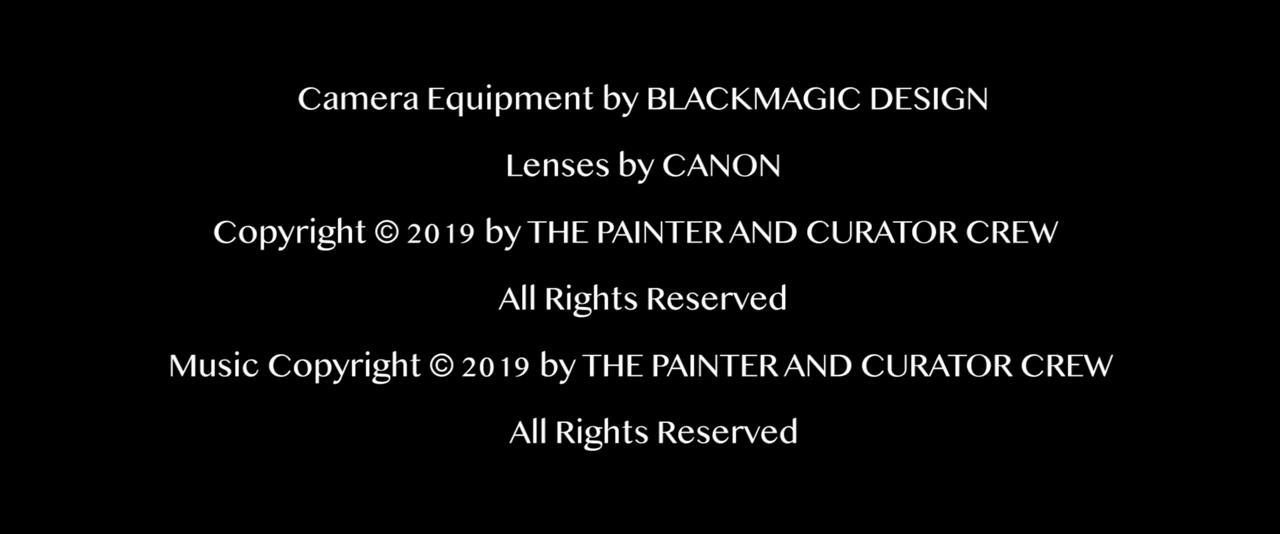 Camera Equipment by BLACKMAGIC DESIGN
Lenses by CANON
Copyright © 2019 by THE PAINTER AND CURATOR CREW
All Rights Reserved
Music Copyright © 2019 by THE PAINTER AND CURATOR CREW
All Rights Reserved